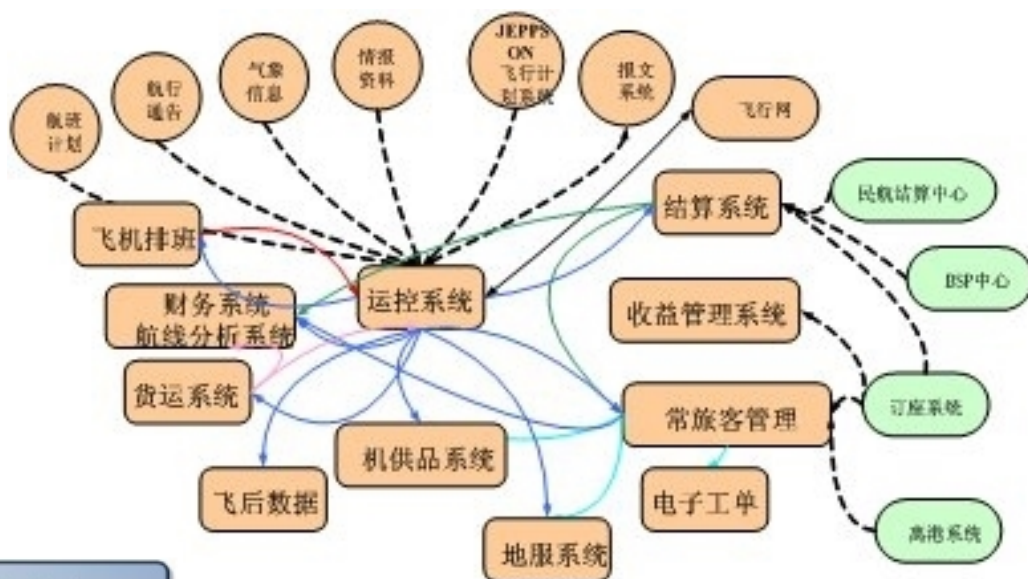 航班
计划
航行
通告
气象
信息
情报
资料
JEPPS
ON
飞行计
划系统
报文
系统
飞行网
民航结算中心
结算系统
飞机排班
BSP中心
运控系统
财务系统
航线分析系统
收益管理系统
货运系统
订座系统
常旅客管理
机供品系统
飞后数据
电子工单
地服系统
离港系统